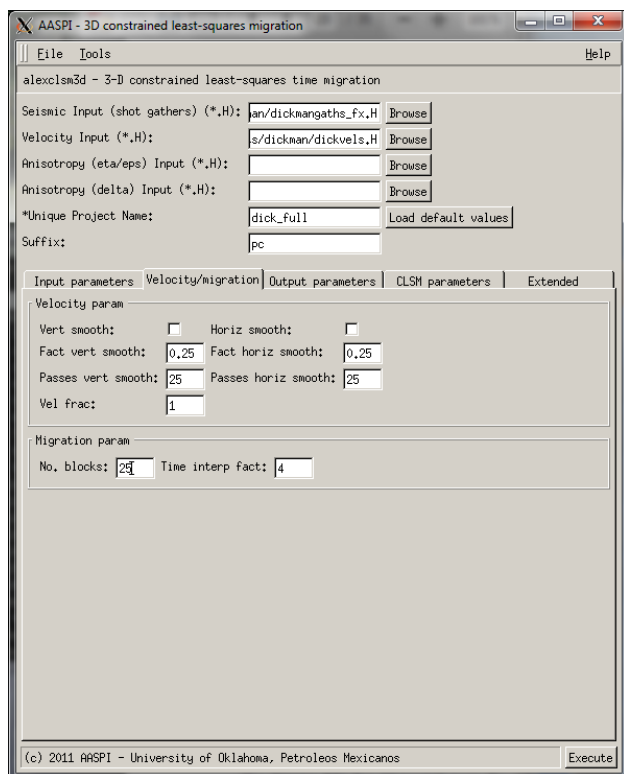 AASPI - 3D constrained least-squares migration
File Tools Help
alexclsm3d - 3-D constrained least-squares time migration
Seismic Input (shot gathers) (*.H): an/dickmangaths_fx.H Browse
Velocity Input (*.H): s/dickman/dickvels.H Browse
Anisotropy (eta/eps) Input (*.H): Browse
Anisotropy (delta) Input (*.H): Browse
*Unique Project Name: dick_full Load default values
Suffix: pc
Input parameters Velocity/migration Output parameters CLSM parameters Extended
Velocity param
Vert smooth: Horiz smooth:
Fact vert smooth: 0.25 Fact horiz smooth: 0.25
Passes vert smooth: 25 Passes horiz smooth: 25
Vel frac: 1
Migration param
No. blocks: 25 Time interp fact: 4
(c) 2011 AASPI - University of Oklahoma, Petroleos Mexicanos Execute